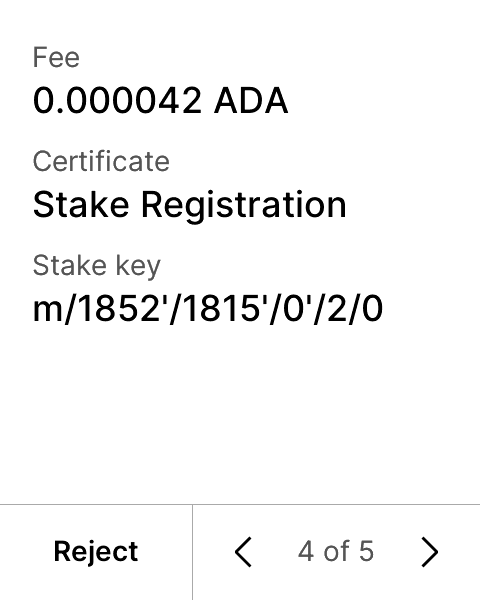 Fee
0.000042 ADA
Certificate
Stake Registration
Stake key
m/1852'/1815'/0'/2/0
Reject
4 of 5